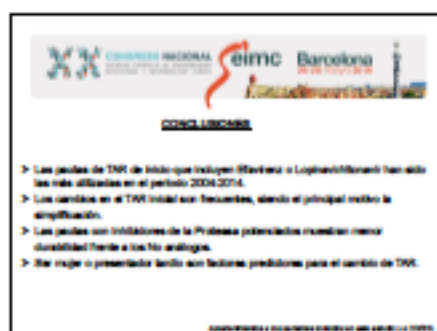 XX CONGRESO NACIONAL seimc Barcelona
CONCLUSIONES
➢ Las pautas de TAR de inicio que incluyen Efavirenz o Lopinavir/ritonavir han sido
las más utilizadas en el periodo 2004-2014.
➢ Los cambios en el TAR inicial son frecuentes, siendo el principal motivo la
simplificación.
➢ Las pautas con Inhibidores de la Proteasa potenciados muestran menor
durabilidad frente a los No análogos.
➢ Ser mujer o presentador tardío son factores predictores para el cambio de TAR.